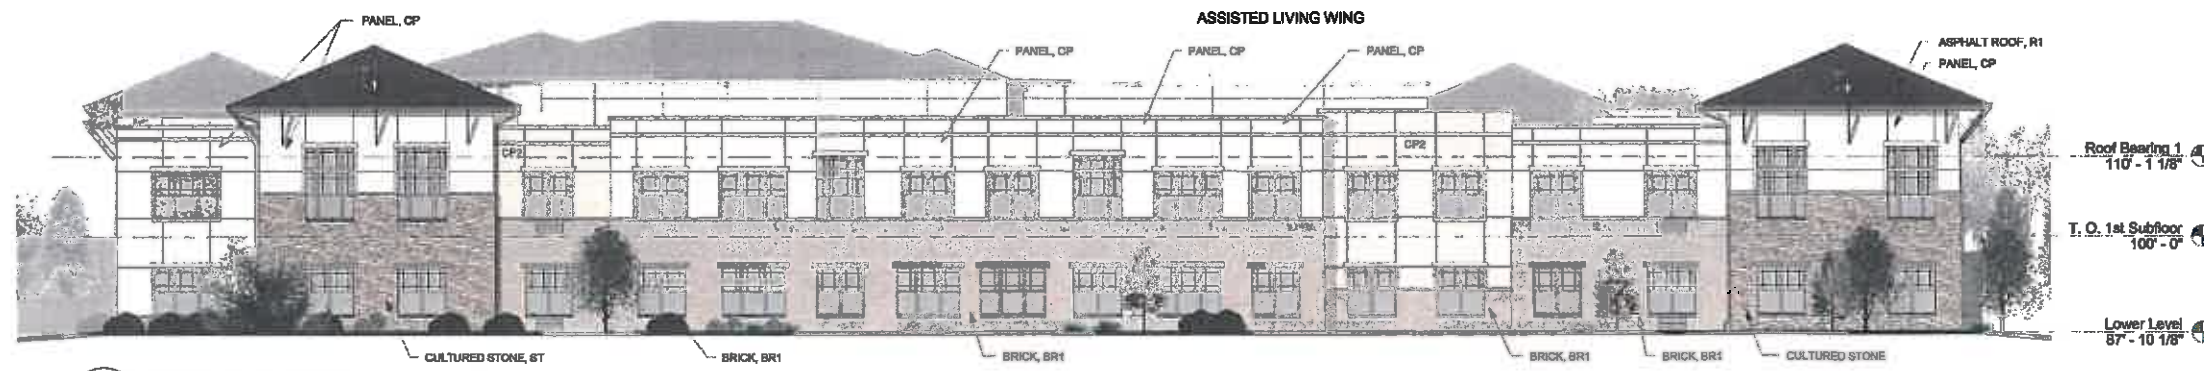 ASSISTED LIVING WING
PANEL, CP
PANEL, CP
PANEL, CP
PANEL, CP
ASPHALT ROOF, R1
PANEL, CP
CP2
CP2
Roof Bearing 1
110' - 1 1/8"
T. O. 1st Subfloor
100' - 0"
Lower Level
87' - 10 1/8"
CULTURED STONE, ST
BRICK, BR1
BRICK, BR1
BRICK, BR1
BRICK, BR1
CULTURED STONE